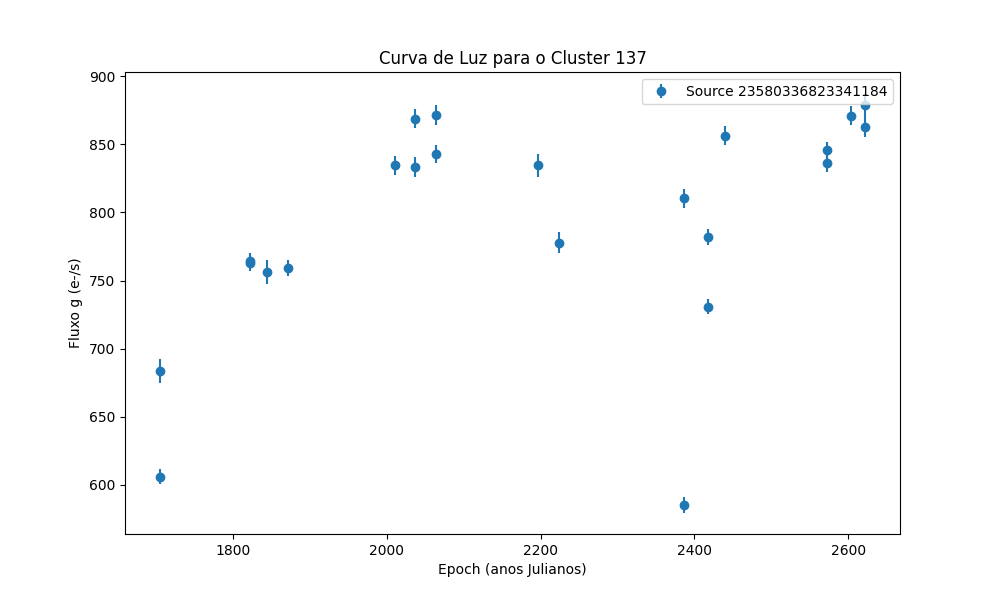 Curva de Luz para o Cluster 137
Source 23580336823341184
900
850
800
750
700
650
600
Fluxo g (e-/s)
1800 2000 2200 2400 2600
Epoch (anos Julianos)